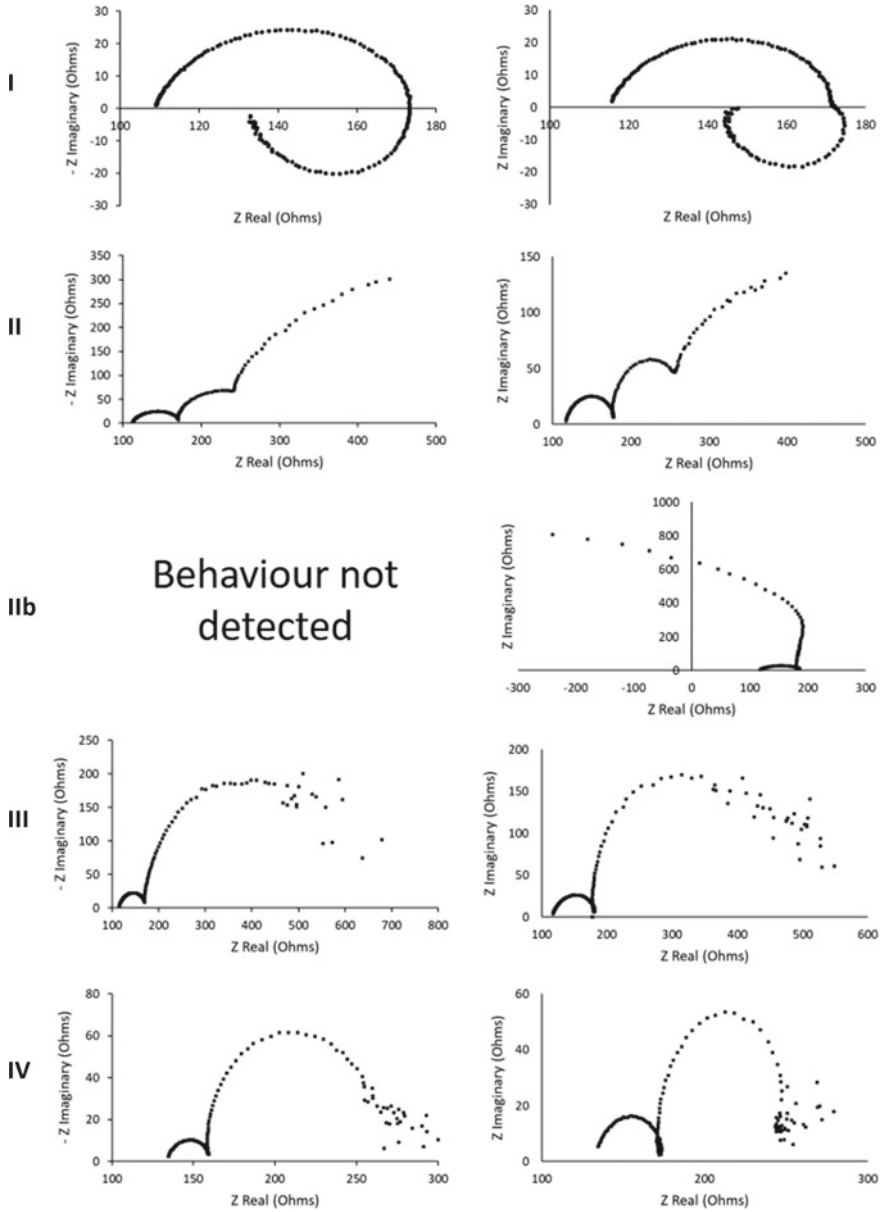 I
- Z Imaginary (Ohms)
30
20
10
0
-10
-20
-30
100 120 140 160 180
Z Real (Ohms)
Z Imaginary (Ohms)
30
20
10
0
-10
-20
-30
100 120 140 160 180
Z Real (Ohms)
II
- Z Imaginary (Ohms)
350
300
250
200
150
100
50
0
100 200 300 400 500
Z Real (Ohms)
Z Imaginary (Ohms)
150
100
50
0
100 200 300 400 500
Z Real (Ohms)
IIb
Behaviour not
detected
Z Imaginary (Ohms)
1000
800
600
400
200
0
-300 -200 -100 0 100 200 300
Z Real (Ohms)
III
- Z Imaginary (Ohms)
250
200
150
100
50
0
100 200 300 400 500 600 700 800
Z Real (Ohms)
Z Imaginary (Ohms)
200
150
100
50
0
100 200 300 400 500 600
Z Real (Ohms)
IV
- Z Imaginary (Ohms)
80
60
40
20
0
100 150 200 250 300
Z Real (Ohms)
Z Imaginary (Ohms)
60
40
20
0
100 200 300
Z Real (Ohms)